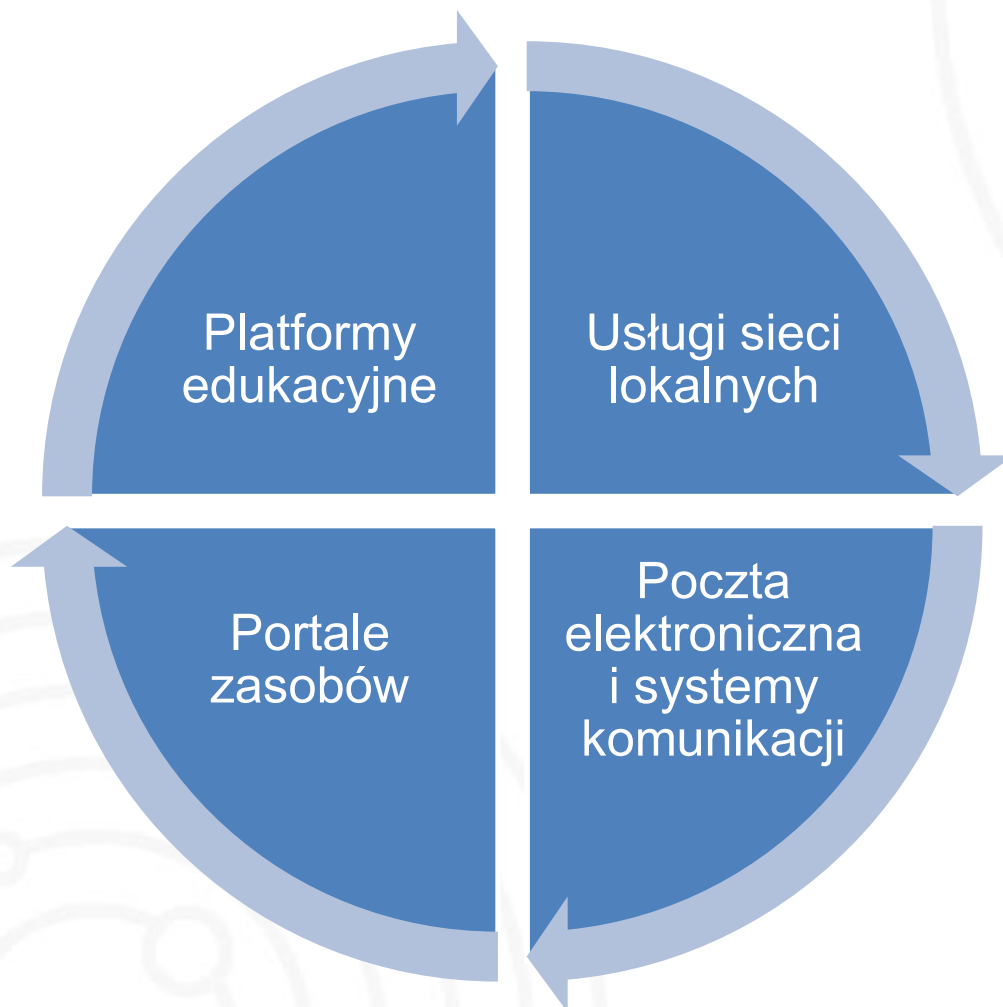 Platformy
edukacyjne
Usługi sieci
lokalnych
Poczta
elektroniczna
i systemy
komunikacji
Portale
zasobów